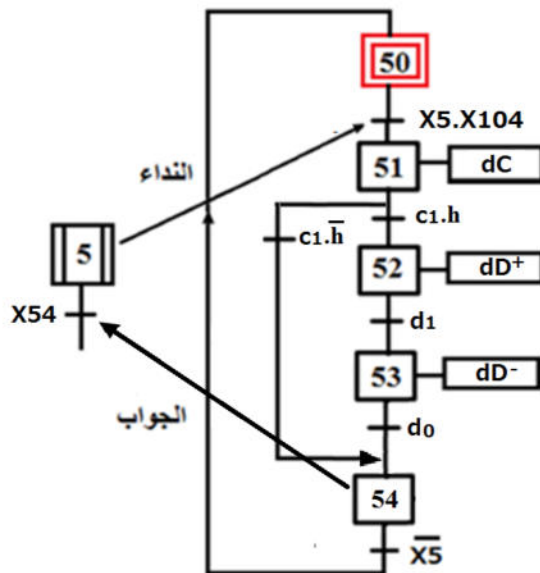 50
X5.X104
51
dC
النداء
c1.h
c1.h̅
5
52
dD⁺
X54
d1
53
dD⁻
الجواب
d₀
54
X̅5̅